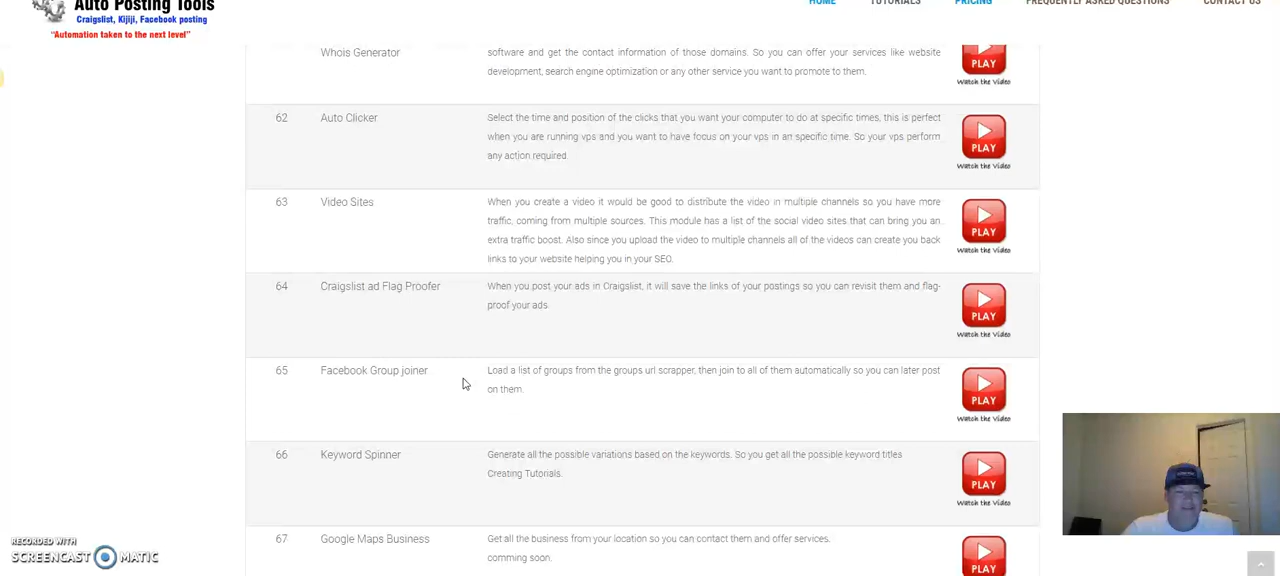 Auto Posting Tools
Craigslist, Kijiji, Facebook posting
"Automation taken to the next level"
HOME TUTORIALS PRICING FREQUENTLY ASKED QUESTIONS CONTACT US
Whois Generator
software and get the contact information of those domains. So you can offer your services like website
development, search engine optimization or any other service you want to promote to them.
PLAY
Watch the Video
62 Auto Clicker
Select the time and position of the clicks that you want your computer to do at specific times, this is perfect
when you are running vps and you want to have focus on your vps in an specific time. So your vps perform
any action required.
PLAY
Watch the Video
63 Video Sites
When you create a video it would be good to distribute the video in multiple channels so you have more
traffic, coming from multiple sources. This module has a list of the social video sites that can bring you an
extra traffic boost. Also since you upload the video to multiple channels all of the videos can create you back
links to your website helping you in your SEO.
PLAY
Watch the Video
64 Craigslist ad Flag Proofer
When you post your ads in Craigslist, it will save the links of your postings so you can revisit them and flag-
proof your ads
PLAY
Watch the Video
65 Facebook Group joiner
Load a list of groups from the groups url scrapper, then join to all of them automatically so you can later post
on them.
PLAY
Watch the Video
66 Keyword Spinner
Generate all the possible variations based on the keywords. So you get all the possible keyword titles
Creating Tutorials.
PLAY
Watch the Video
67 Google Maps Business
Get all the business from your location so you can contact them and offer services.
comming soon.
PLAY
RECORDED WITH
SCREENCAST MATIC